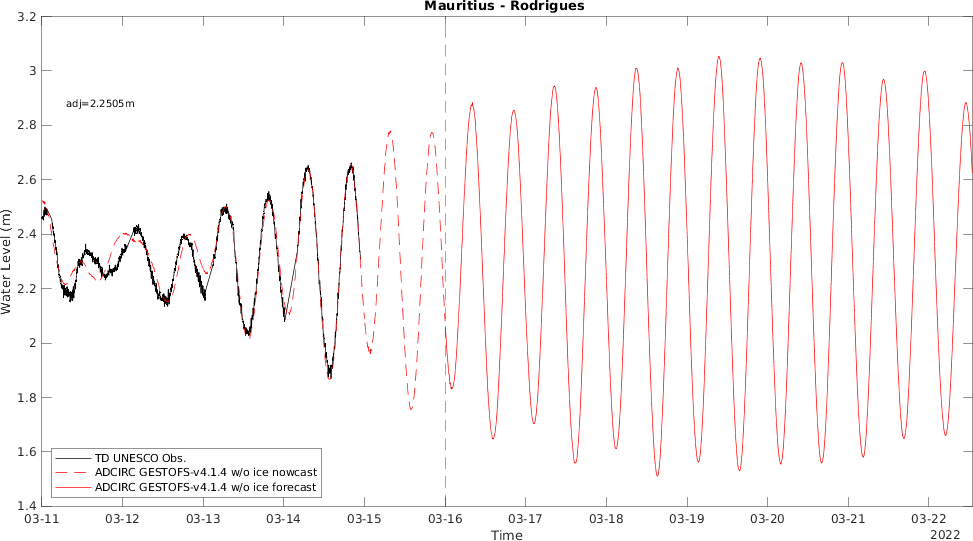 Mauritius - Rodrigues
Water Level (m)
3.2
3
2.8
2.6
2.4
2.2
2
1.8
1.6
1.4
adj=2.2505m
TD UNESCO Obs.
ADCIRC GESTOFS-v4.1.4 w/o ice nowcast
ADCIRC GESTOFS-v4.1.4 w/o ice forecast
03-11 03-12 03-13 03-14 03-15 03-16 03-17 03-18 03-19 03-20 03-21 03-22
2022
Time